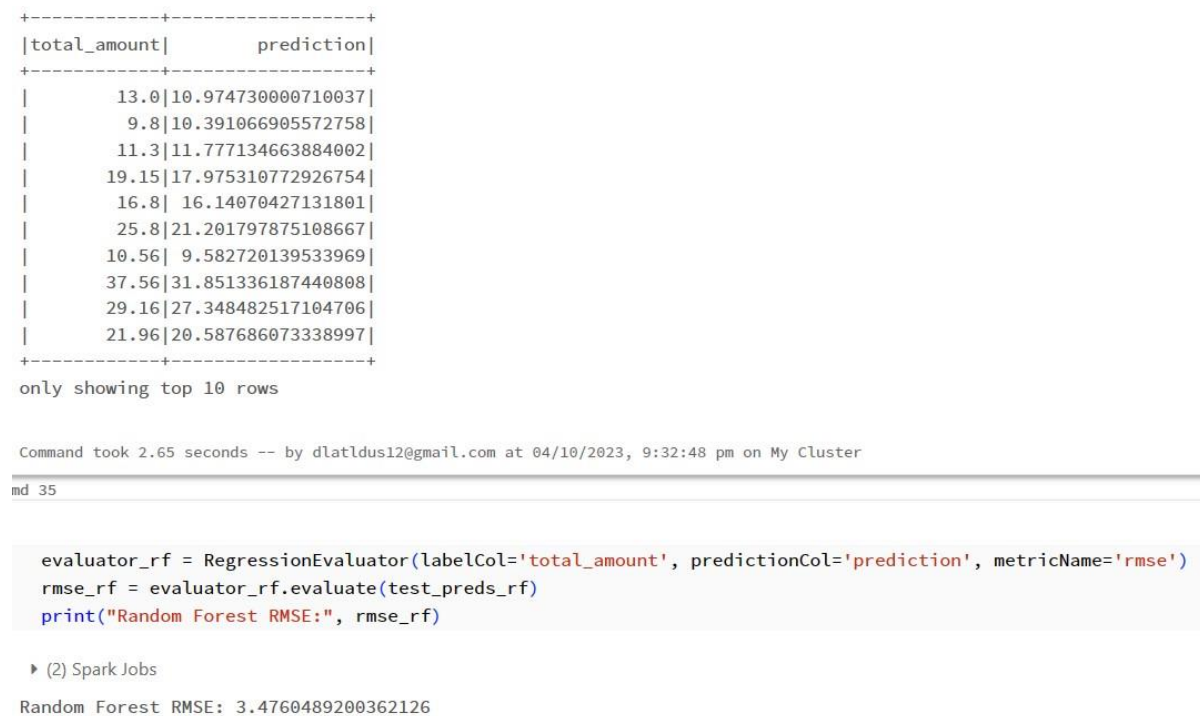 +------------+------------------+
|total_amount|        prediction|
+------------+------------------+
|        13.0|10.974730000710037|
|         9.8|10.391066905572758|
|        11.3|11.777134663884002|
|       19.15|17.975310772926754|
|        16.8| 16.14070427131801|
|        25.8|21.201797875108667|
|       10.56| 9.582720139533969|
|       37.56|31.851336187440808|
|       29.16|27.348482517104706|
|       21.96|20.587686073338997|
+------------+------------------+
only showing top 10 rows
Command took 2.65 seconds -- by dlatldus12@gmail.com at 04/10/2023, 9:32:48 pm on My Cluster
md 35
evaluator_rf = RegressionEvaluator(labelCol='total_amount', predictionCol='prediction', metricName='rmse')
rmse_rf = evaluator_rf.evaluate(test_preds_rf)
print("Random Forest RMSE:", rmse_rf)
(2) Spark Jobs
Random Forest RMSE: 3.4760489200362126